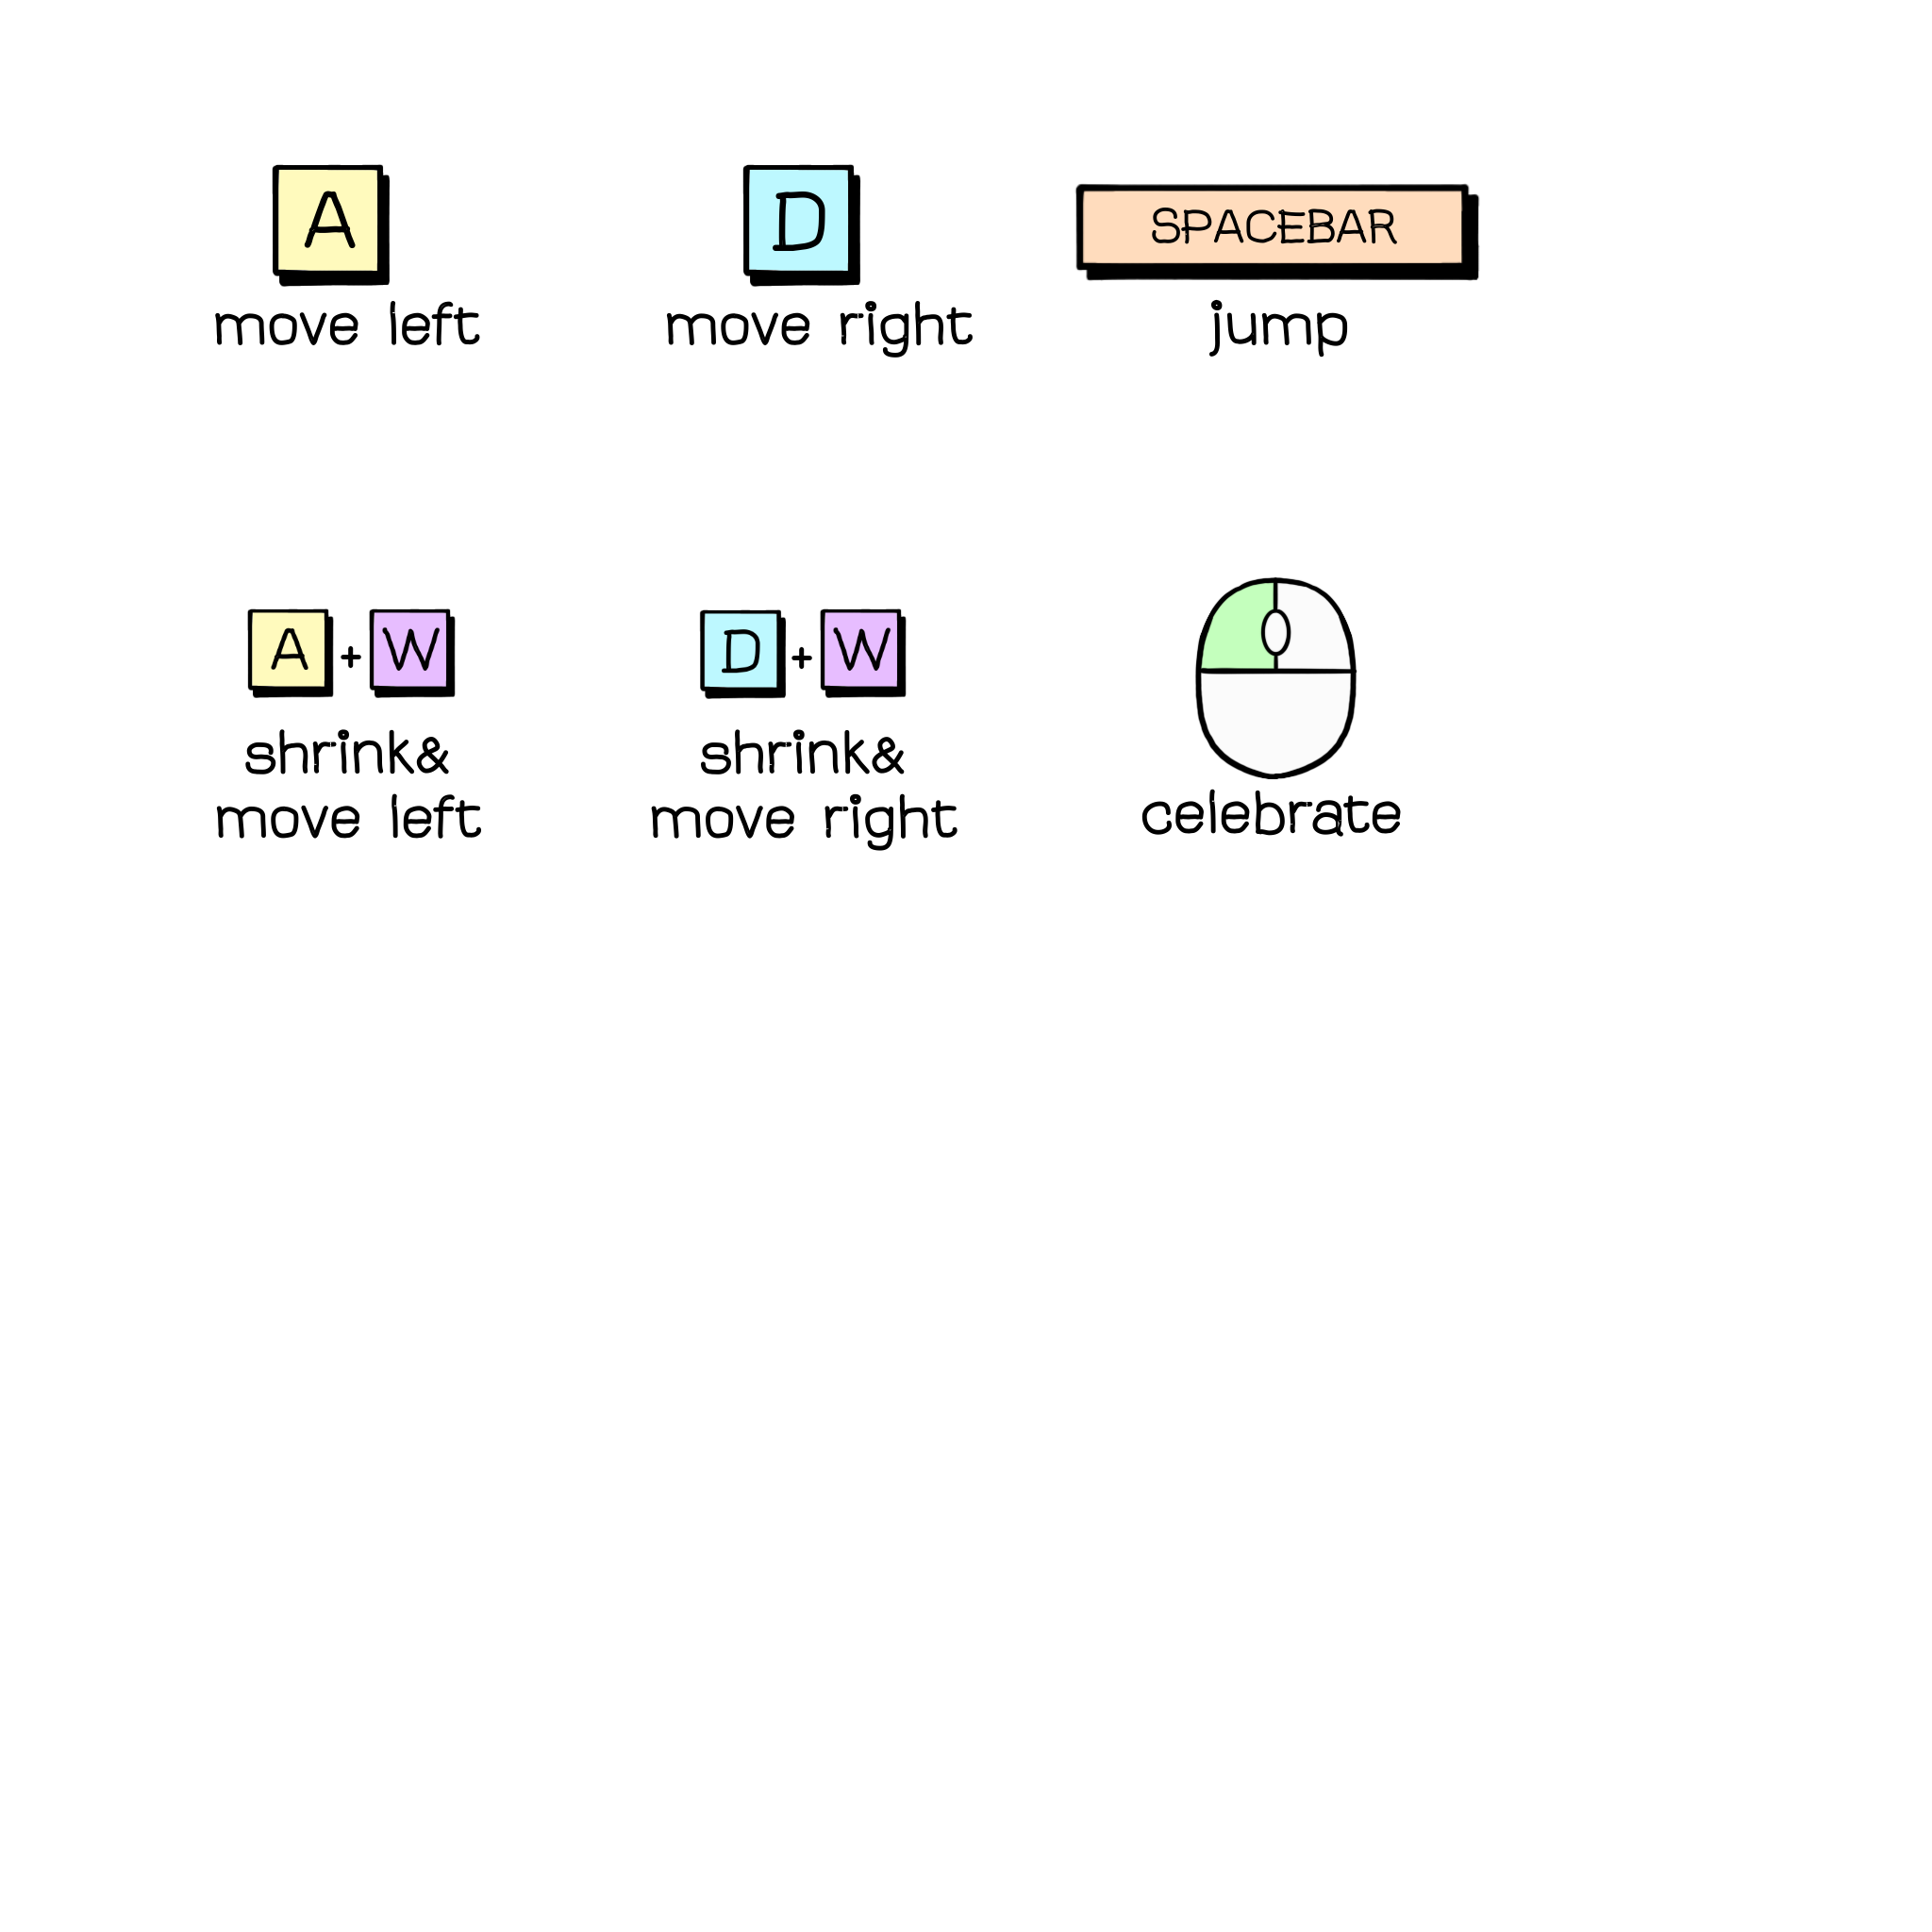 A
move left
D
move right
SPACEBAR
jump
A + W
shrink&
move left
D + W
shrink&
move right
celebrate